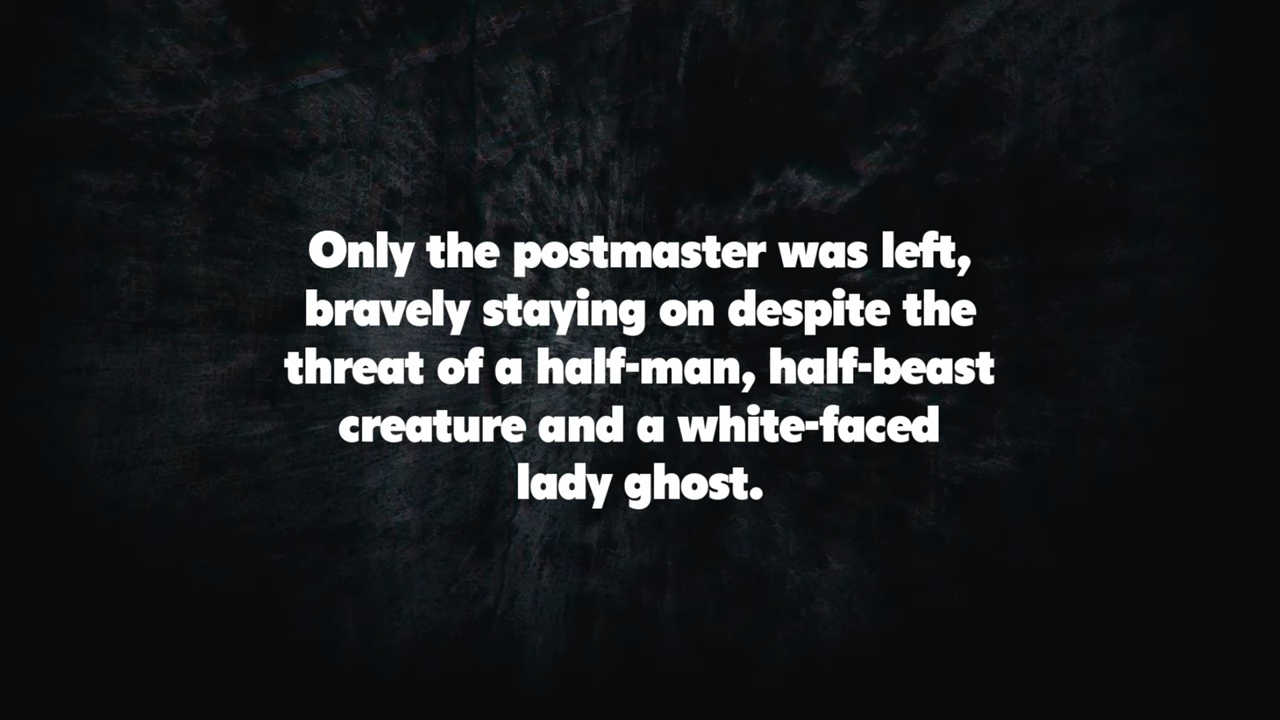 Only the postmaster was left,
bravely staying on despite the
threat of a half-man, half-beast
creature and a white-faced
lady ghost.